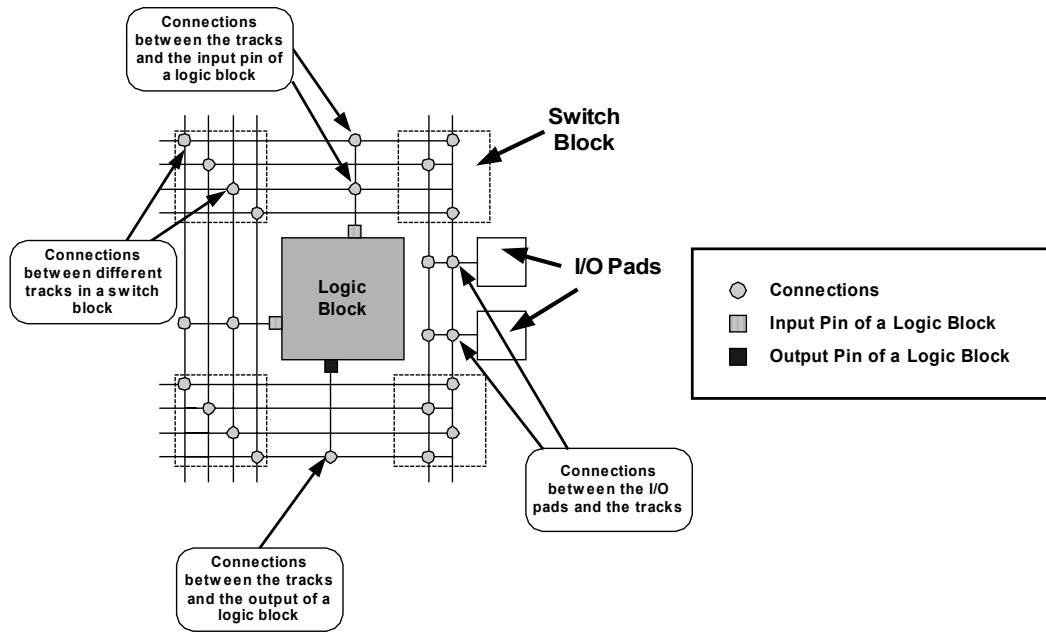 Connections
between the tracks
and the input pin of
a logic block
Switch
Block
Connections
between different
tracks in a switch
block
Logic
Block
I/O Pads
Connections
Input Pin of a Logic Block
Output Pin of a Logic Block
Connections
between the I/O
pads and the tracks
Connections
between the tracks
and the output of a
logic block